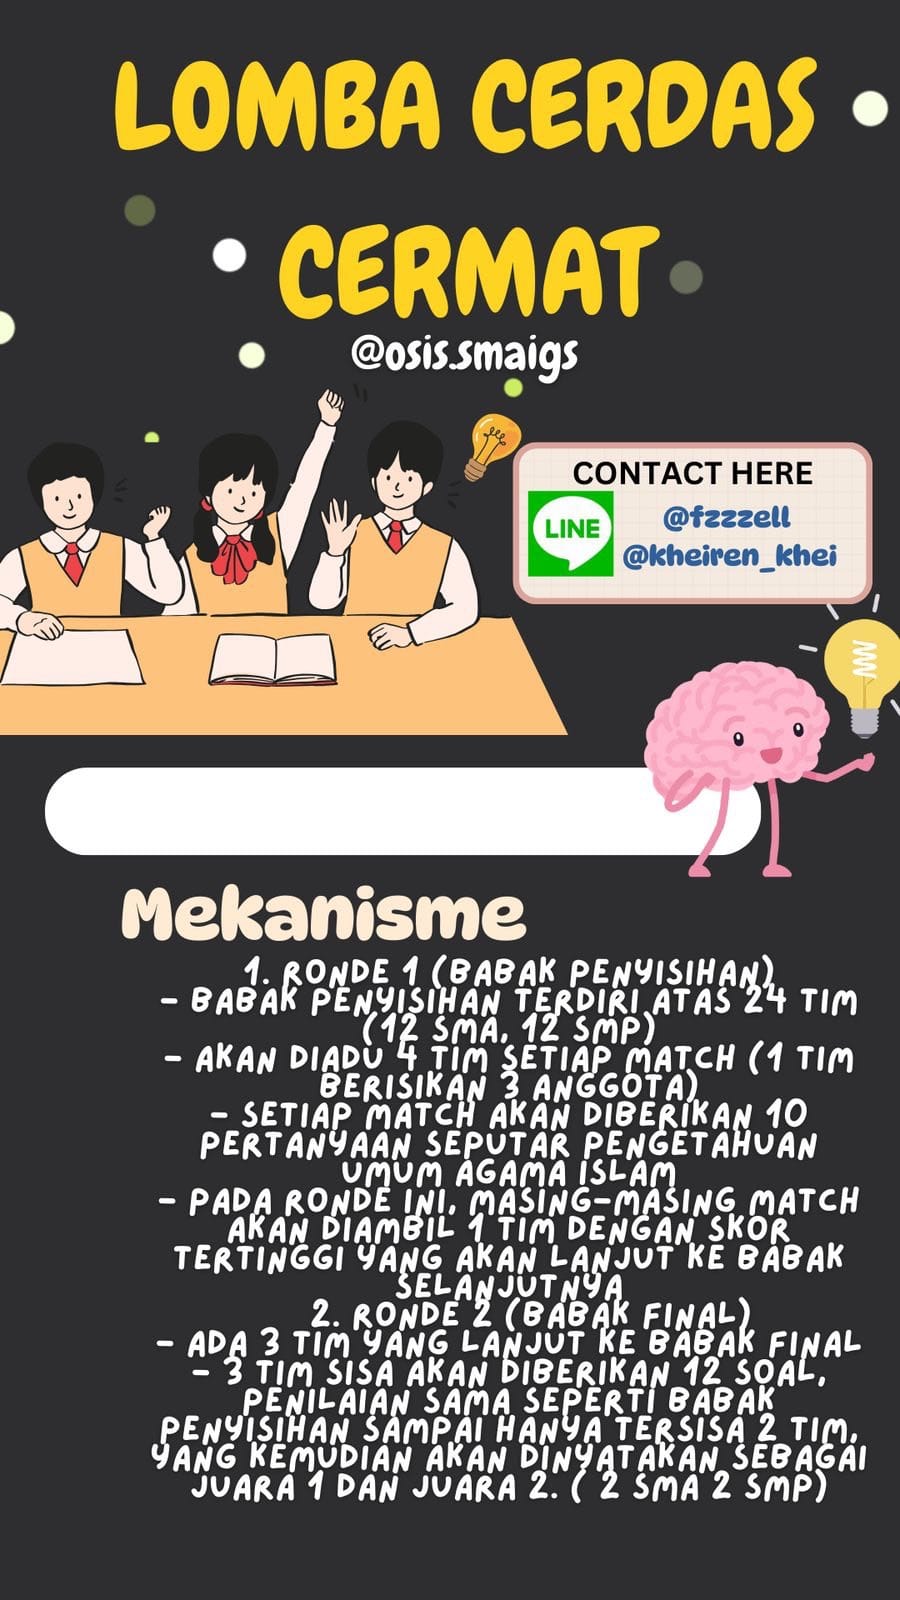 LOMBA CERDAS
CERMAT
@osis.smaigs
CONTACT HERE
LINE
@fzzzell
@kheiren_khei
Mekanisme
1. RONDE 1 (BABAK PENYISIHAN)
- BABAK PENYISIHAN TERDIRI ATAS 24 TIM
(12 SMA, 12 SMP)
- AKAN DIADU 4 TIM SETIAP MATCH (1 TIM
BERISIKAN 3 ANGGOTA)
- SETIAP MATCH AKAN DIBERIKAN 10
PERTANYAAN SEPUTAR PENGETAHUAN
UMUM AGAMA ISLAM
- PADA RONDE INI, MASING-MASING MATCH
AKAN DIAMBIL 1 TIM DENGAN SKOR
TERTINGGI YANG AKAN LANJUT KE BABAK
SELANJUTNYA
2. RONDE 2 (BABAK FINAL)
- ADA 3 TIM YANG LANJUT KE BABAK FINAL
- 3 TIM SISA AKAN DIBERIKAN 12 SOAL,
PENILAIAN SAMA SEPERTI BABAK
PENYISIHAN SAMPAI HANYA TERSISA 2 TIM,
YANG KEMUDIAN AKAN DINYATAKAN SEBAGAI
JUARA 1 DAN JUARA 2. ( 2 SMA 2 SMP)